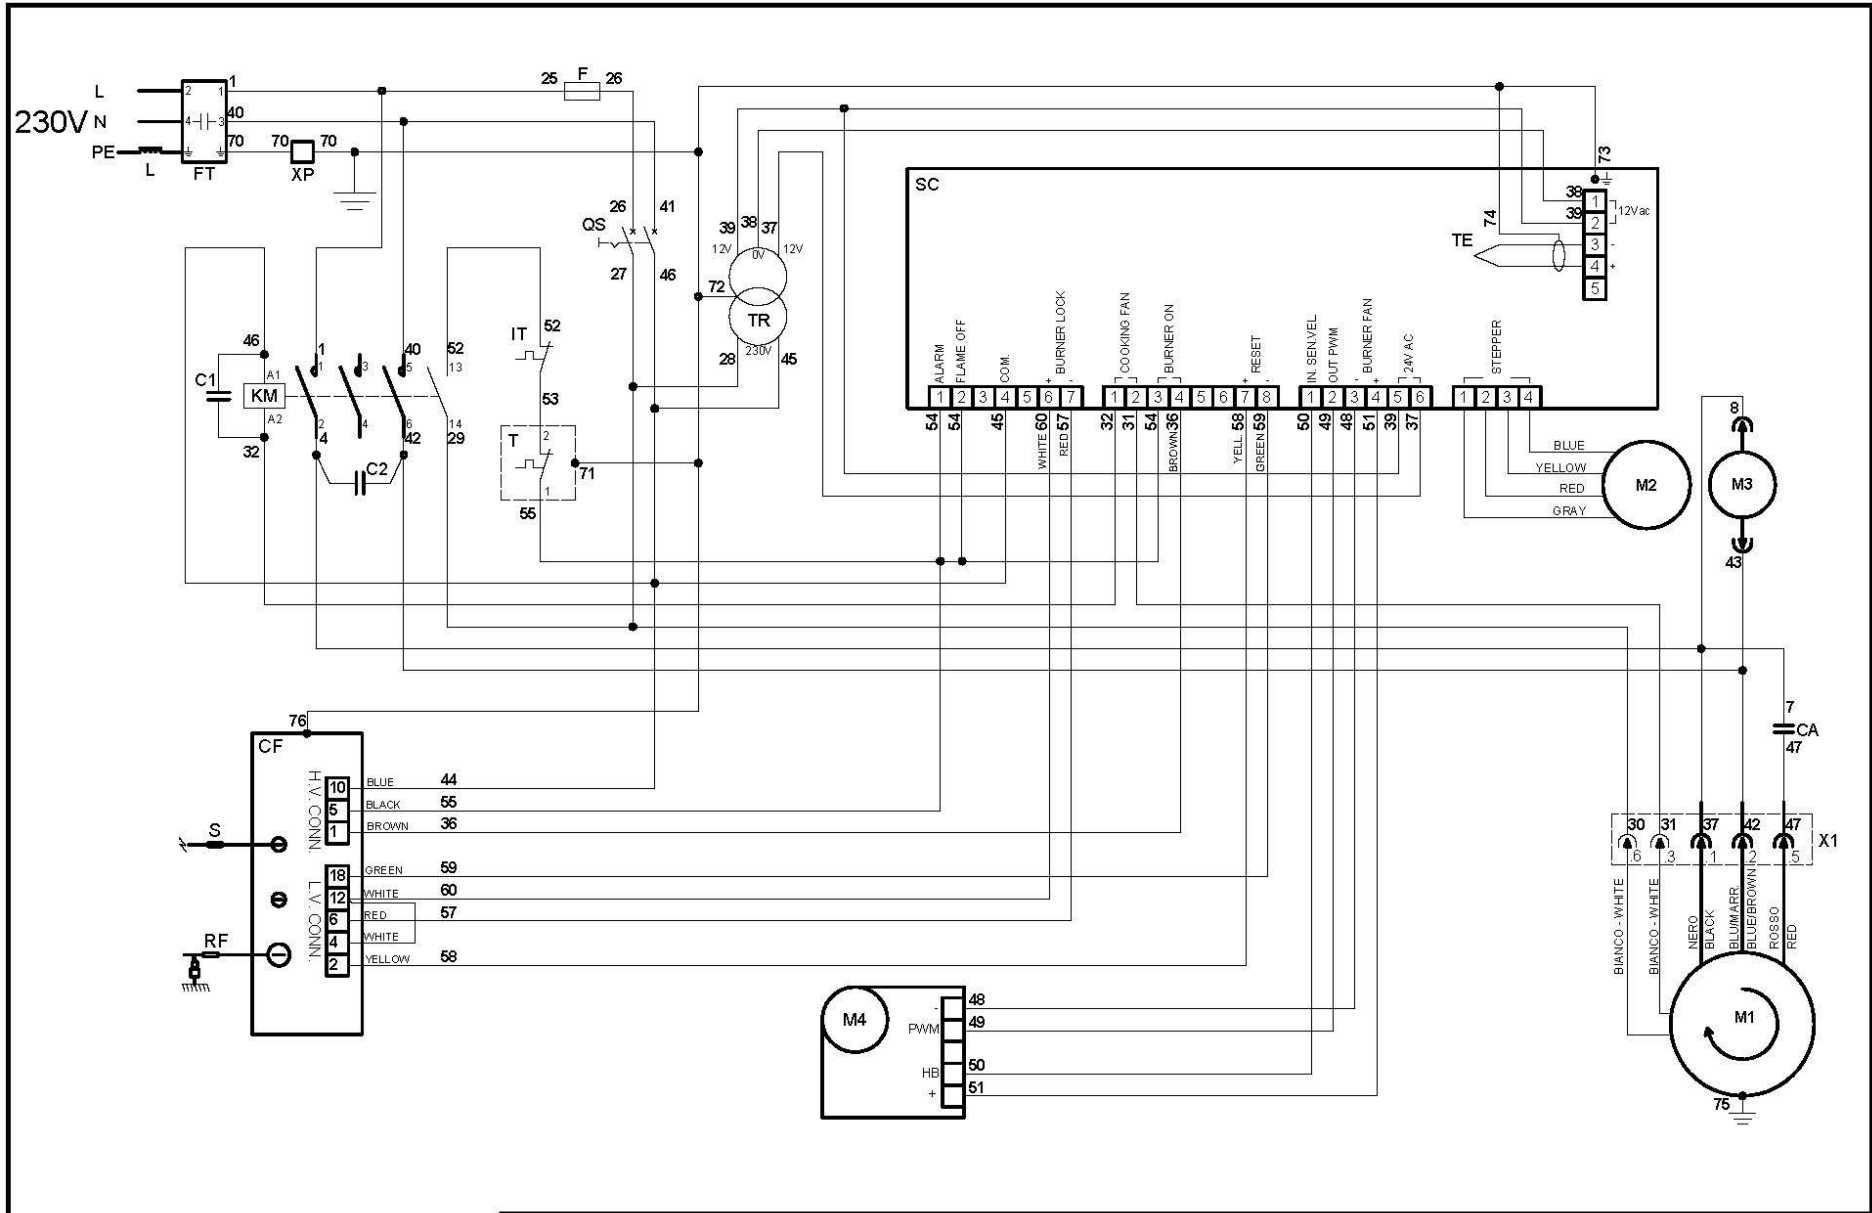 L
1
25
F
26
2
1
230V
N
40
4
3
70
70
70
PE
L
FT
XP
73
SC
26
41
QS
39
38
37
12V
0V
12V
38
1
39
2
12Vac
74
TE
3
-
4
+
5
27
46
72
TR
230V
28
45
46
1
40
52
IT
52
1
3
5
13
C1
A1
KM
A2
53
2
4
6
14
32
4
42
29
C2
T
2
1
71
55
ALARM
FLAME OFF
COM.
+
BURNER LOCK
-
COOKING FAN
BURNER ON
+
RESET
-
IN. SEN.VEL
OUT PWM
-
BURNER FAN
+
24V AC
STEPPER
1 2 3 4 5 6 7
1 2 3 4 5 6 7 8
1 2 3 4 5 6
1 2 3 4
54
54
45
WHITE 60
RED 57
32
31
54
BROWN 36
YELL. 58
GREEN 59
50
49
48
51
39
37
8
BLUE
YELLOW
RED
GRAY
M2
M3
43
76
CF
7
CA
47
H.V. CONN.
10
BLUE
44
5
BLACK
55
1
BROWN
36
S
30
31
37
42
47
X1
6
3
1
2
5
L.V. CONN.
18
GREEN
59
12
WHITE
60
6
RED
57
4
WHITE
2
YELLOW
58
RF
BIANCO - WHITE
BIANCO - WHITE
NERO
BLACK
BLU/MARR.
BLUE/BROWN
ROSSO
RED
M4
-
48
PWM
49
HB
50
+
51
M1
75